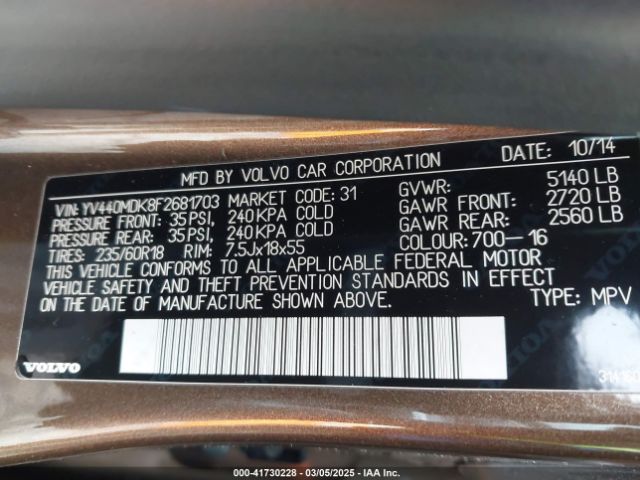 MFD BY VOLVO CAR CORPORATION DATE: 10/14
VIN: YV440MDK8F2681703 MARKET CODE: 31 GVWR: 5140 LB
PRESSURE FRONT: 35 PSI, 240 KPA COLD GAWR FRONT: 2720 LB
PRESSURE REAR: 35 PSI, 240 KPA COLD GAWR REAR: 2560 LB
TIRES: 235/60R18 RIM: 7,5Jx18x55 COLOUR: 700-16
THIS VEHICLE CONFORMS TO ALL APPLICABLE FEDERAL MOTOR
VEHICLE SAFETY AND THEFT PREVENTION STANDARDS IN EFFECT
ON THE DATE OF MANUFACTURE SHOWN ABOVE. TYPE: MPV
VOLVO
000-41730228 - 03/05/2025 - IAA Inc.